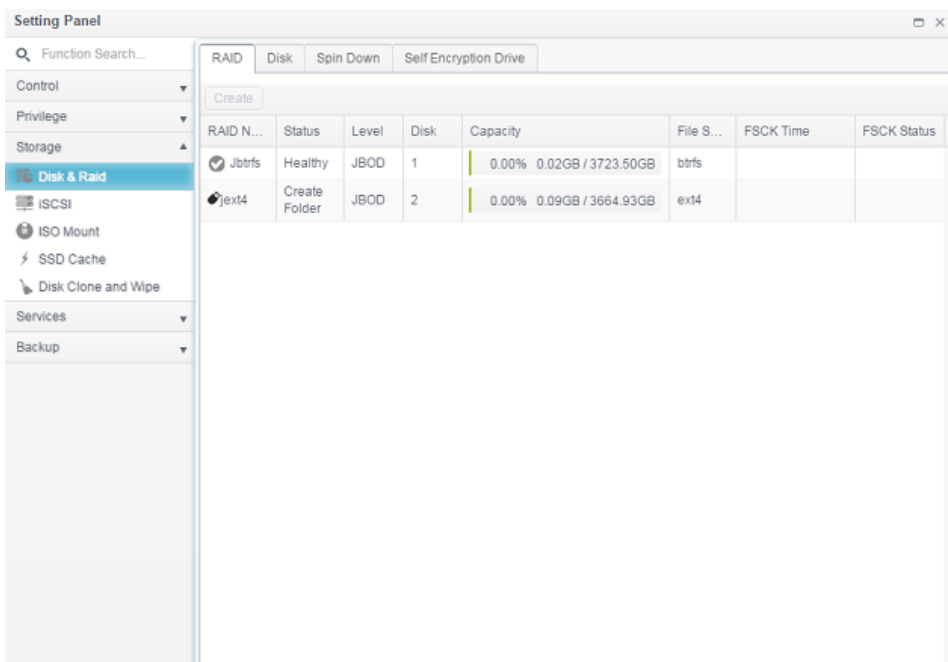 Setting Panel
Function Search...
Control
Privilege
Storage
Disk & Raid
iSCSI
ISO Mount
SSD Cache
Disk Clone and Wipe
Services
Backup
RAID Disk Spin Down Self Encryption Drive
Create
RAID N... Status Level Disk Capacity File S... FSCK Time FSCK Status
Jbtrfs Healthy JBOD 1 0.00% 0.02GB / 3723.50GB btrfs
jext4 Create Folder JBOD 2 0.00% 0.09GB / 3664.93GB ext4